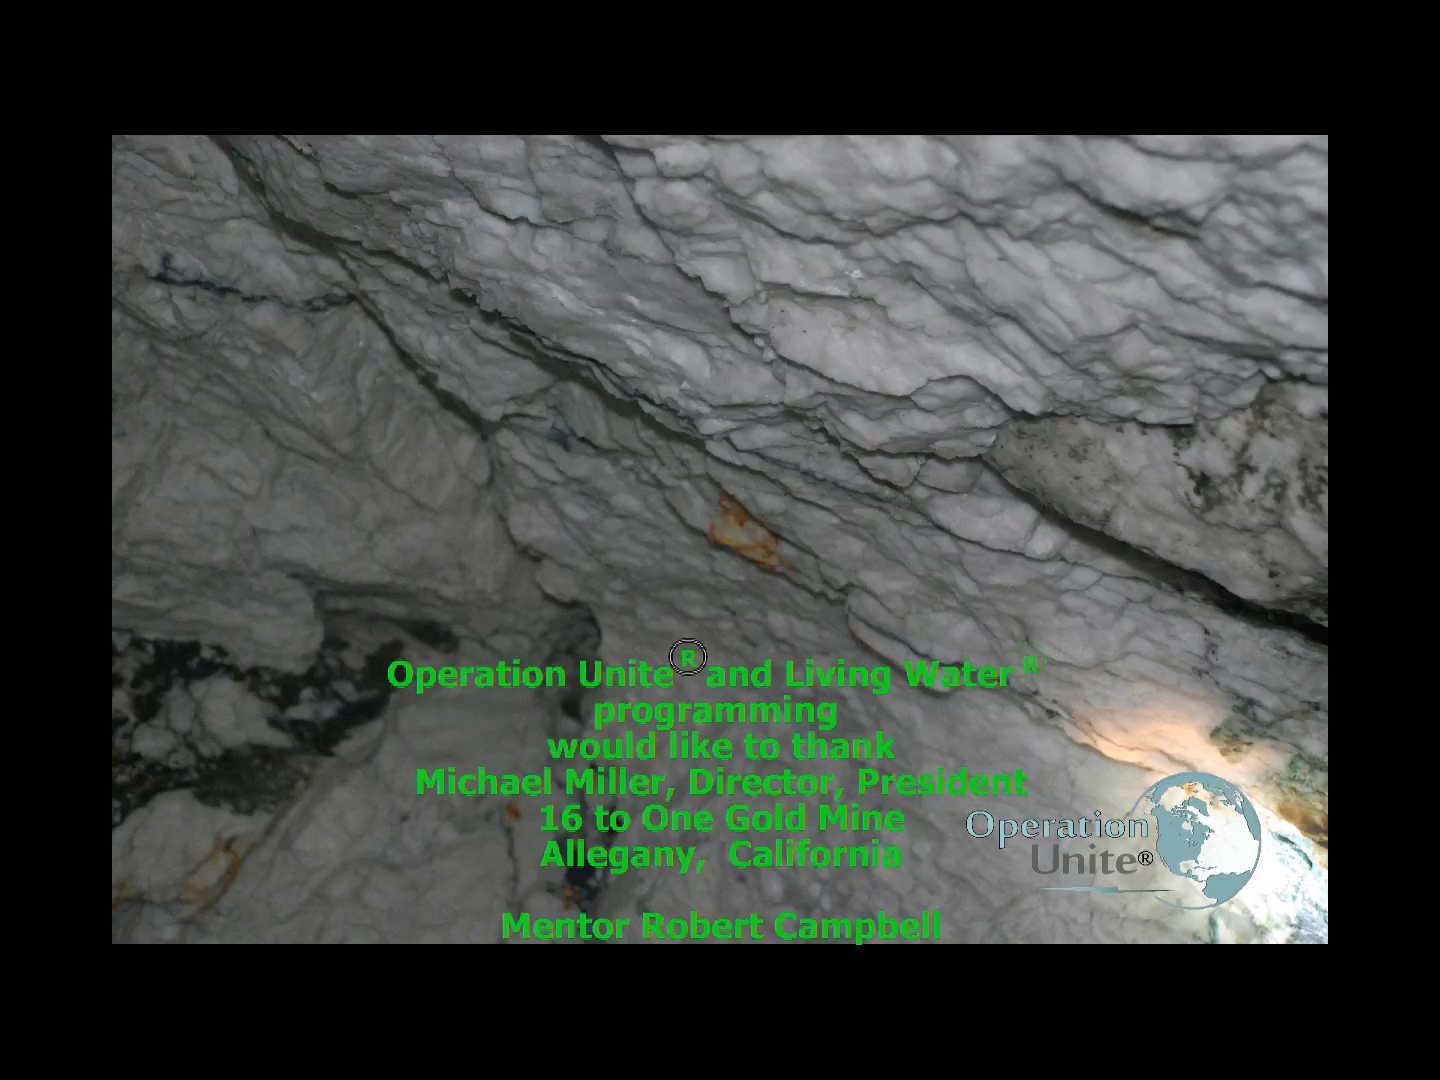 Operation Unite® and Living Water ®
programming
would like to thank
Michael Miller, Director, President
16 to One Gold Mine
Allegany,  California
Mentor Robert Campbell
Operation
Unite®